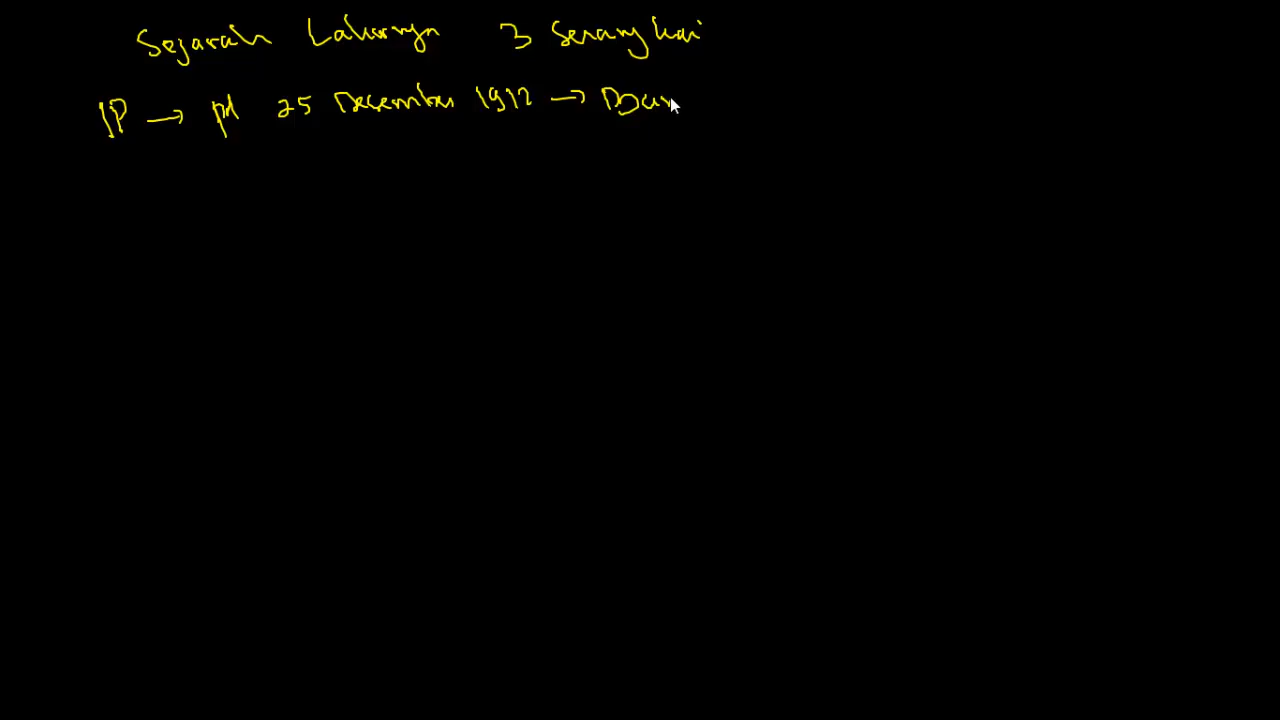 Sejarah Lahirnya 3 Serangkai
IP → pd 25 Desember 1912 →